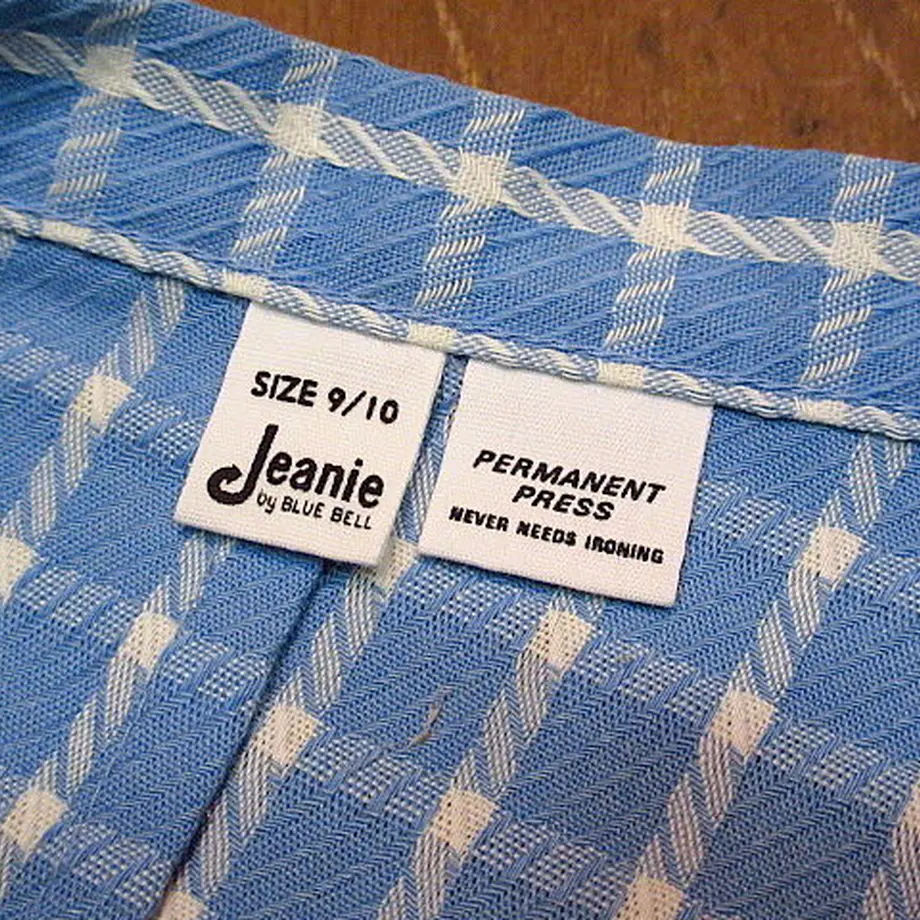 SIZE 9/10
Jeanie
by BLUE BELL
PERMANENT
PRESS
NEVER NEEDS IRONING